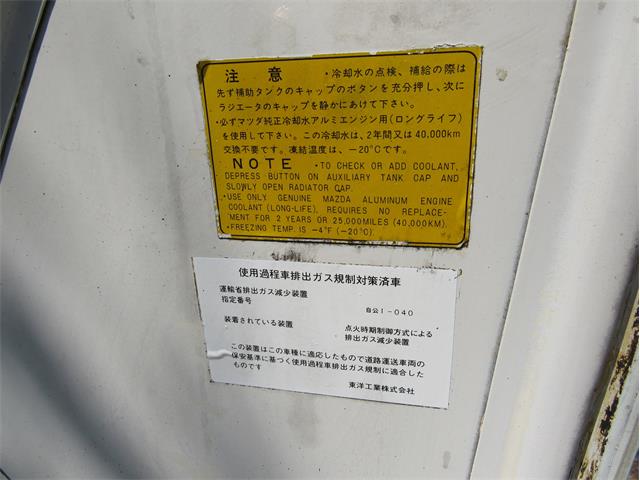 注意 ・冷却水の点検、補給の際は
先ず補助タンクのキャップのボタンを充分押し、次に
ラジエータのキャップを静かにあけて下さい。
・必ずマツダ純正冷却水アルミエンジン用(ロングライフ)
を使用して下さい。この冷却水は、2年間又は40,000km
交換不要です。凍結温度は、−20°Cです。
NOTE ・TO CHECK OR ADD COOLANT,
DEPRESS BUTTON ON AUXILIARY TANK CAP AND
SLOWLY OPEN RADIATOR CAP.
・USE ONLY GENUINE MAZDA ALUMINUM ENGINE
COOLANT (LONG-LIFE), REQUIRES NO REPLACE-
MENT FOR 2 YEARS OR 25,000MILES (40,000KM).
・FREEZING TEMP. IS −4°F (−20°C)
使用過程車排出ガス規制対策済車
運輸省排出ガス減少装置
指定番号 自公I−040
装着されている装置 点火時期制御方式による
排出ガス減少装置
この装置はこの車種に適応したもので道路運送車両の
保安基準に基づく使用過程車排出ガス規制に適合した
ものです
東洋工業株式会社